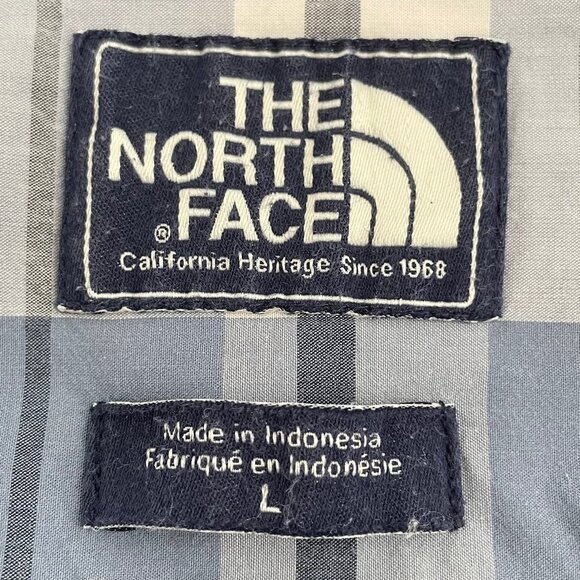 THE
NORTH
® FACE
California Heritage Since 1968
Made in Indonesia
Fabriqué en Indonésie
L